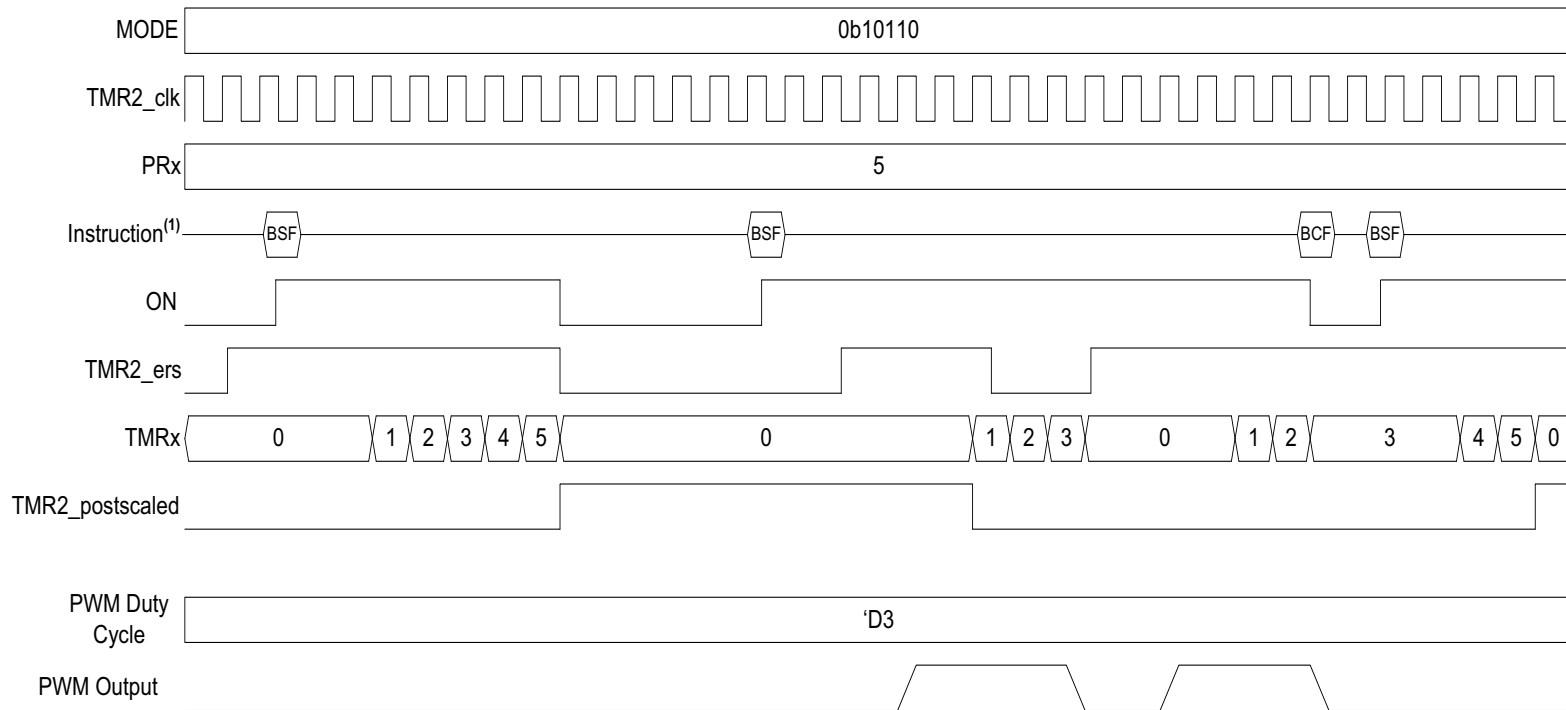 MODE 0b10110
TMR2_clk
PRx 5
Instruction(1) BSF BSF BCF BSF
ON
TMR2_ers
TMRx 0 1 2 3 4 5 0 1 2 3 0 1 2 3 4 5 0
TMR2_postscaled
PWM Duty
Cycle
‘D3
PWM Output